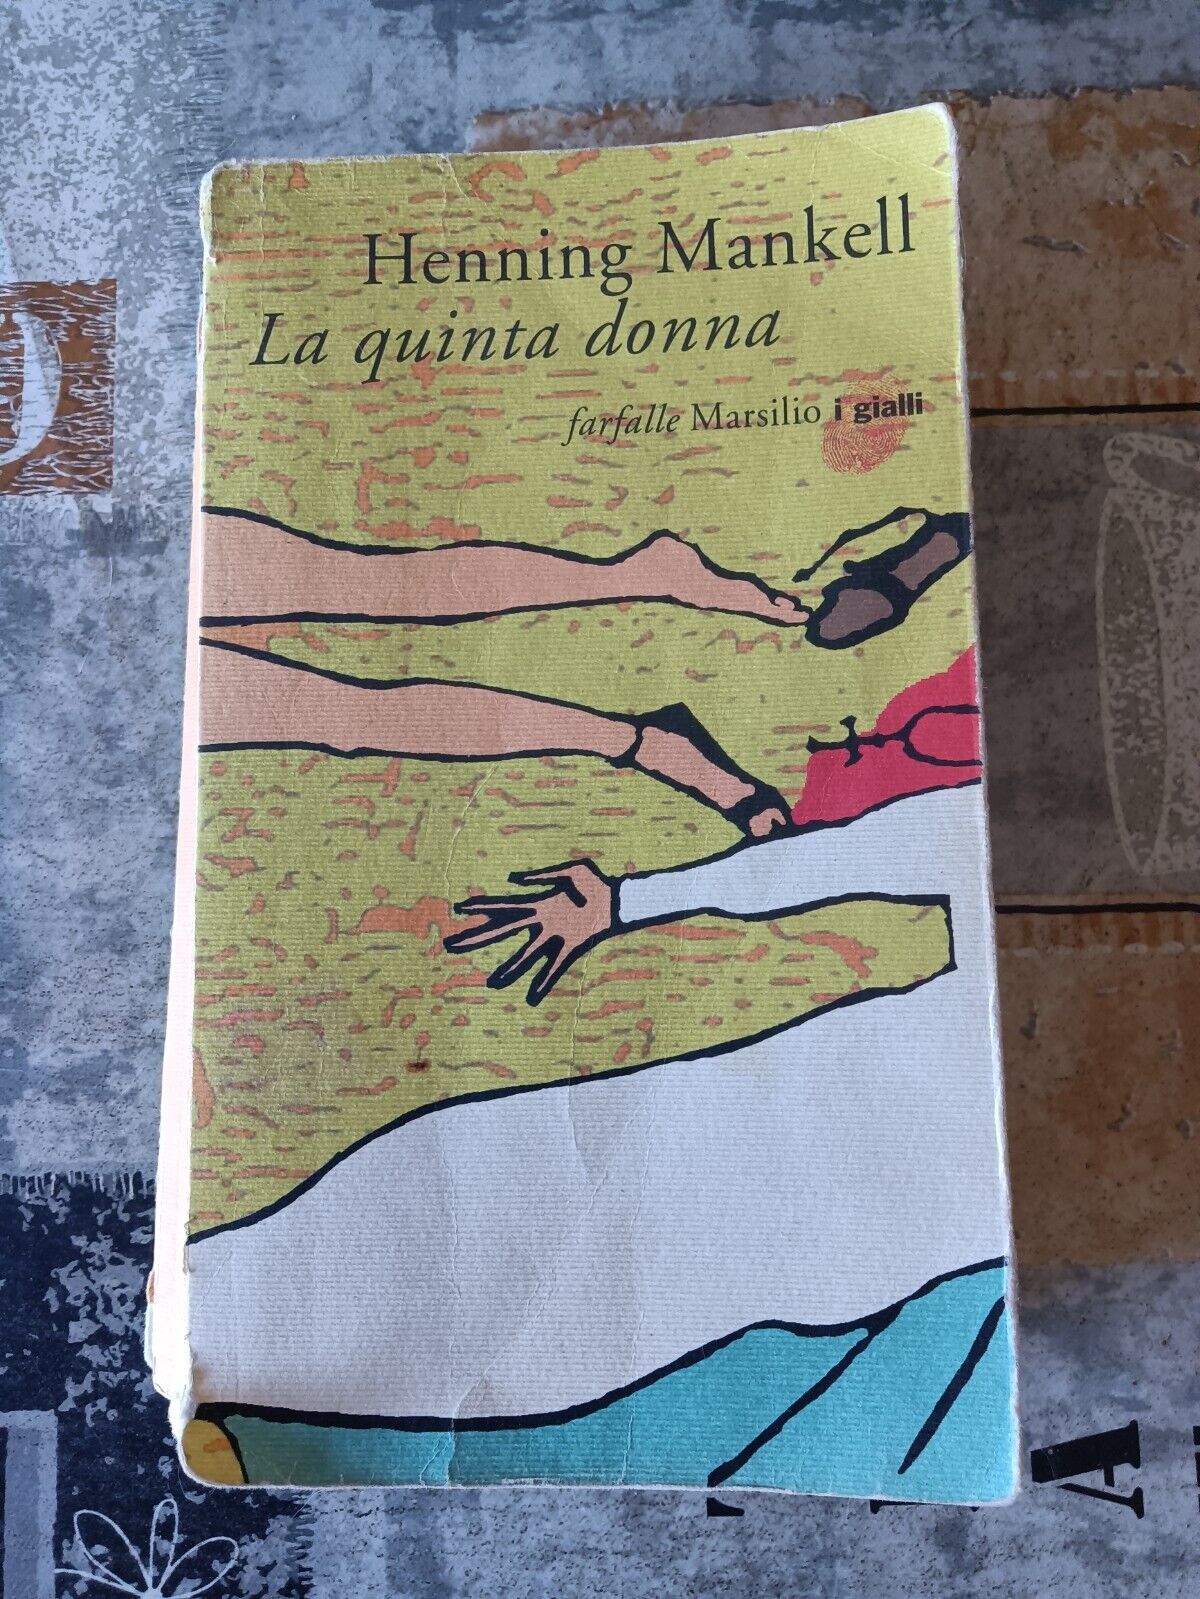 Henning Mankell
La quinta donna
farfalle Marsilio i gialli
A